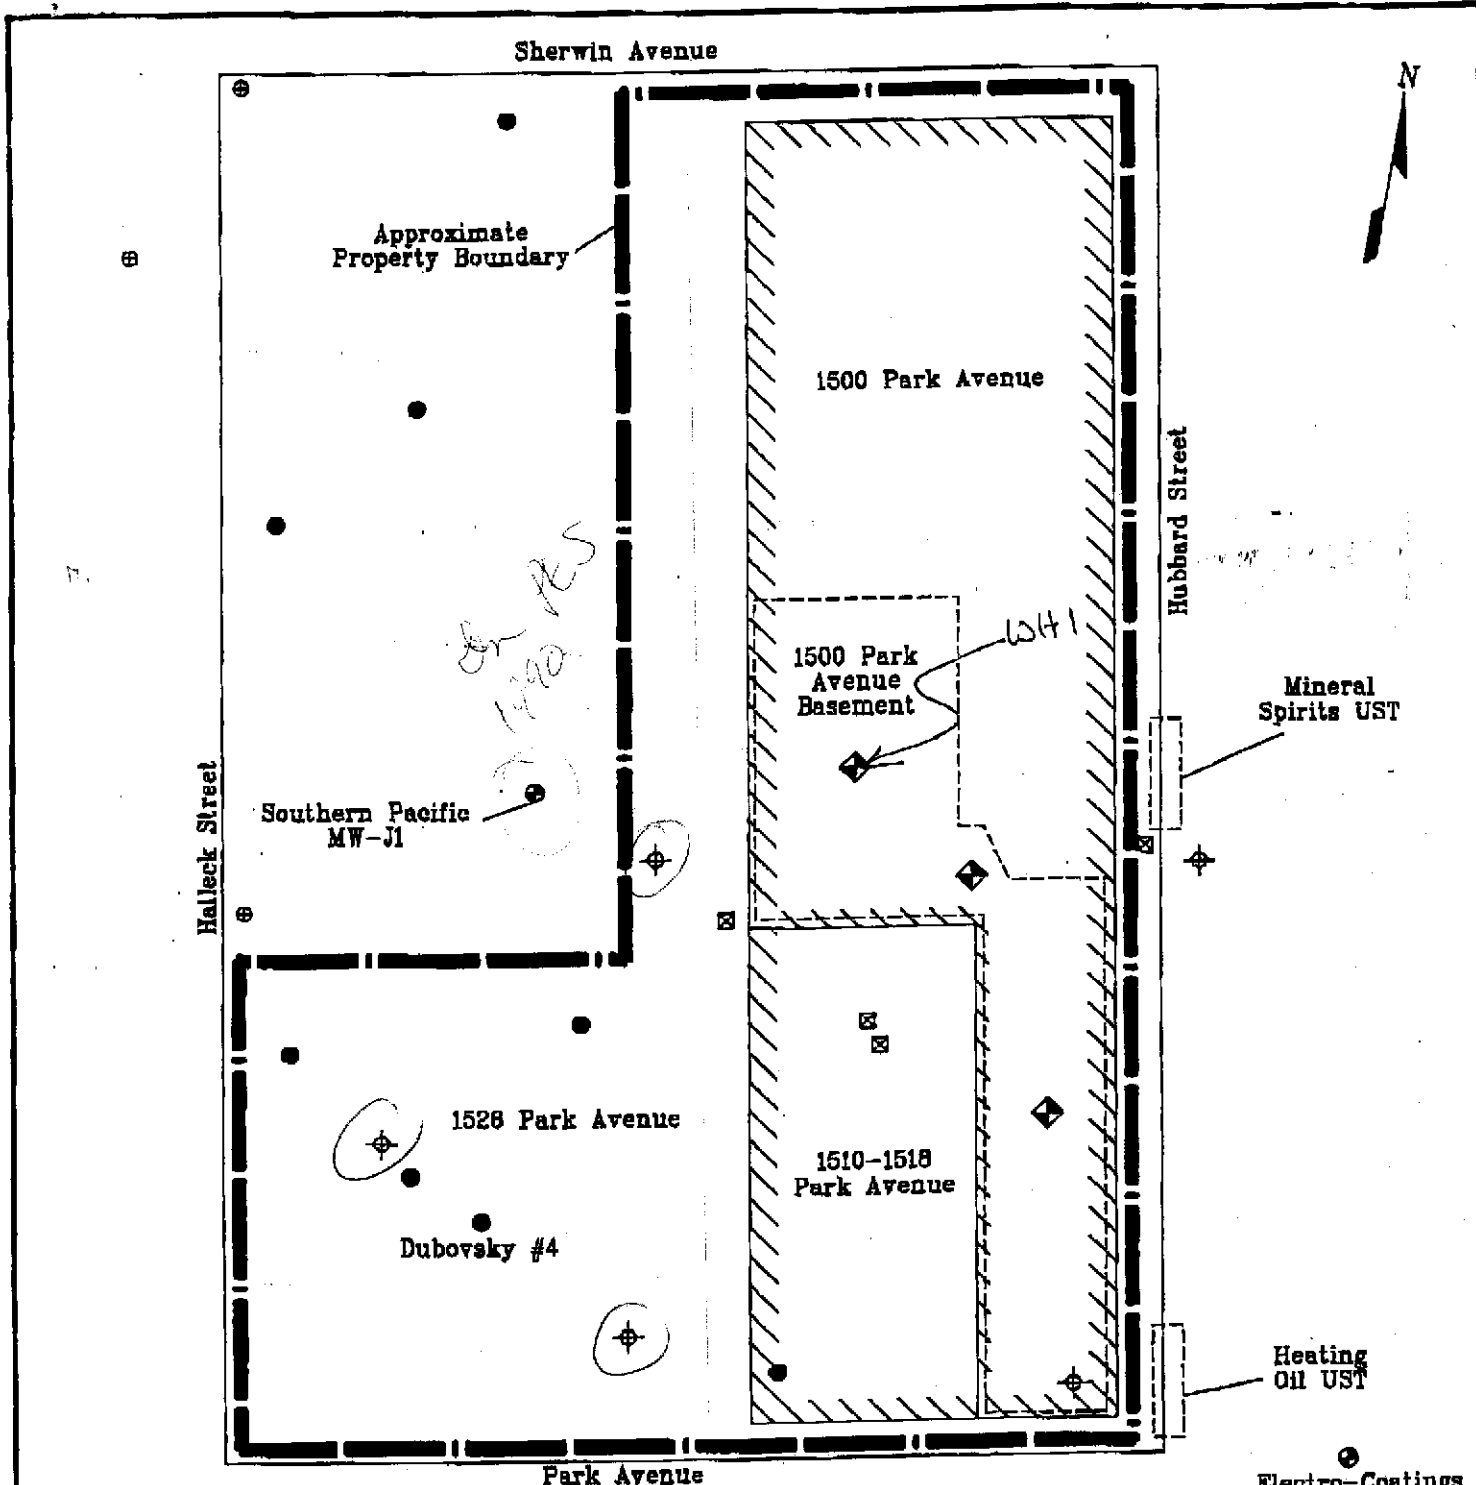 Sherwin Avenue
N
Approximate
Property Boundary
1500 Park Avenue
Hubbard Street
WH1
1500 Park
Avenue
Basement
Mineral
Spirits UST
Halleck Street
Southern Pacific
MW-J1
1526 Park Avenue
1510-1518
Park Avenue
Dubovsky #4
Heating
Oil UST
Park Avenue
Electro-Coatings